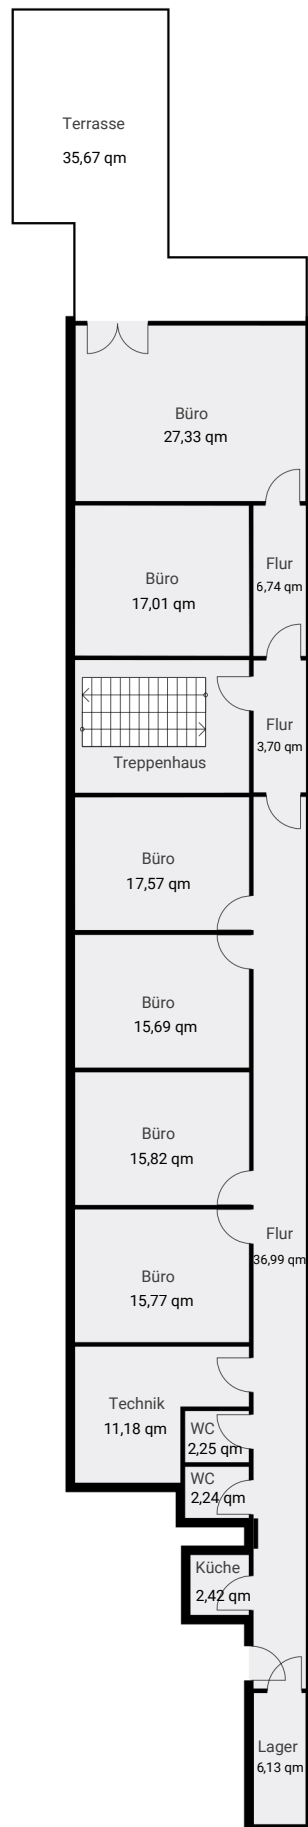 Terrasse
35,67 qm
Büro
27,33 qm
Flur
6,74 qm
Büro
17,01 qm
Flur
3,70 qm
Treppenhaus
Büro
17,57 qm
Büro
15,69 qm
Büro
15,82 qm
Flur
36,99 qm
Büro
15,77 qm
Technik
11,18 qm
WC
2,25 qm
WC
2,24 qm
Küche
2,42 qm
Lager
6,13 qm